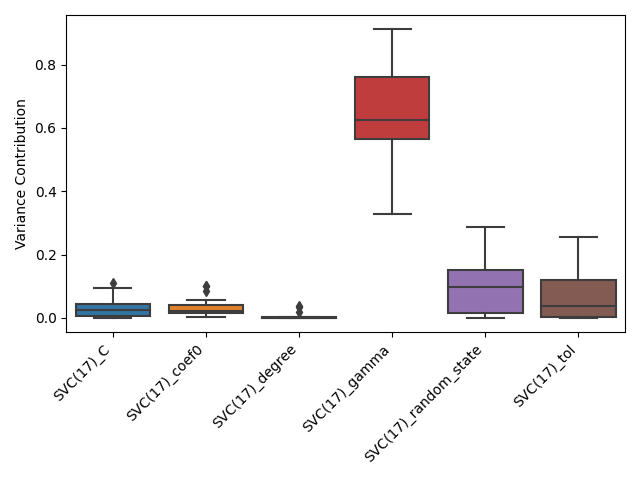 Variance Contribution
0.8
0.6
0.4
0.2
0.0
SVC(17)_C
SVC(17)_coef0
SVC(17)_degree
SVC(17)_gamma
SVC(17)_random_state
SVC(17)_tol